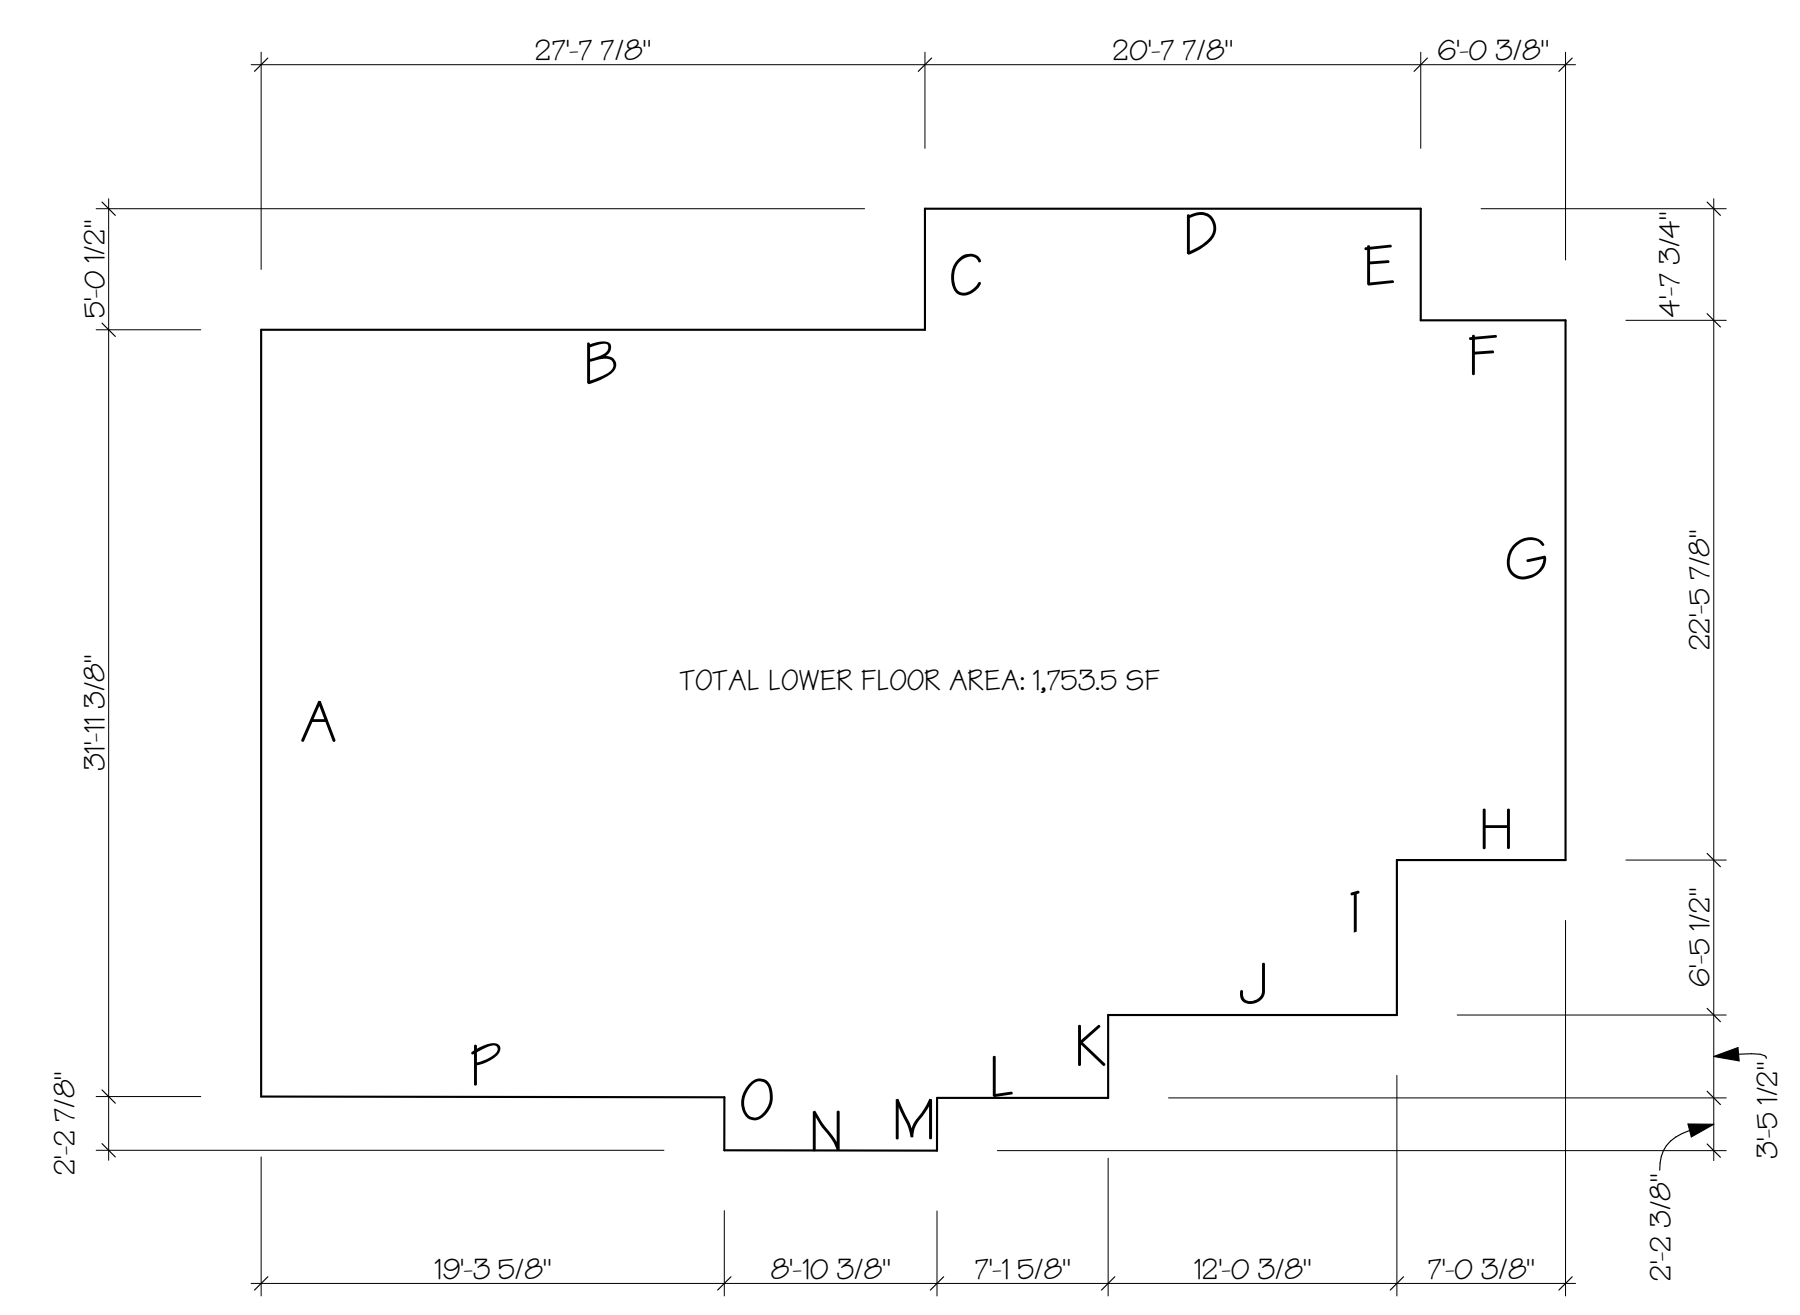 27'-7 7/8" 20'-7 7/8" 6'-0 3/8"
5'-0 1/2"
4'-7 3/4"
C
D
E
B
F
22'-5 7/8"
G
31'-11 3/8"
A
TOTAL LOWER FLOOR AREA: 1,753.5 SF
H
I
6'-5 1/2"
J
K
P
L
O
N
M
2'-2 7/8"
3'-5 1/2"
2'-2 3/8"
19'-3 5/8" 8'-10 3/8" 7'-1 5/8" 12'-0 3/8" 7'-0 3/8"